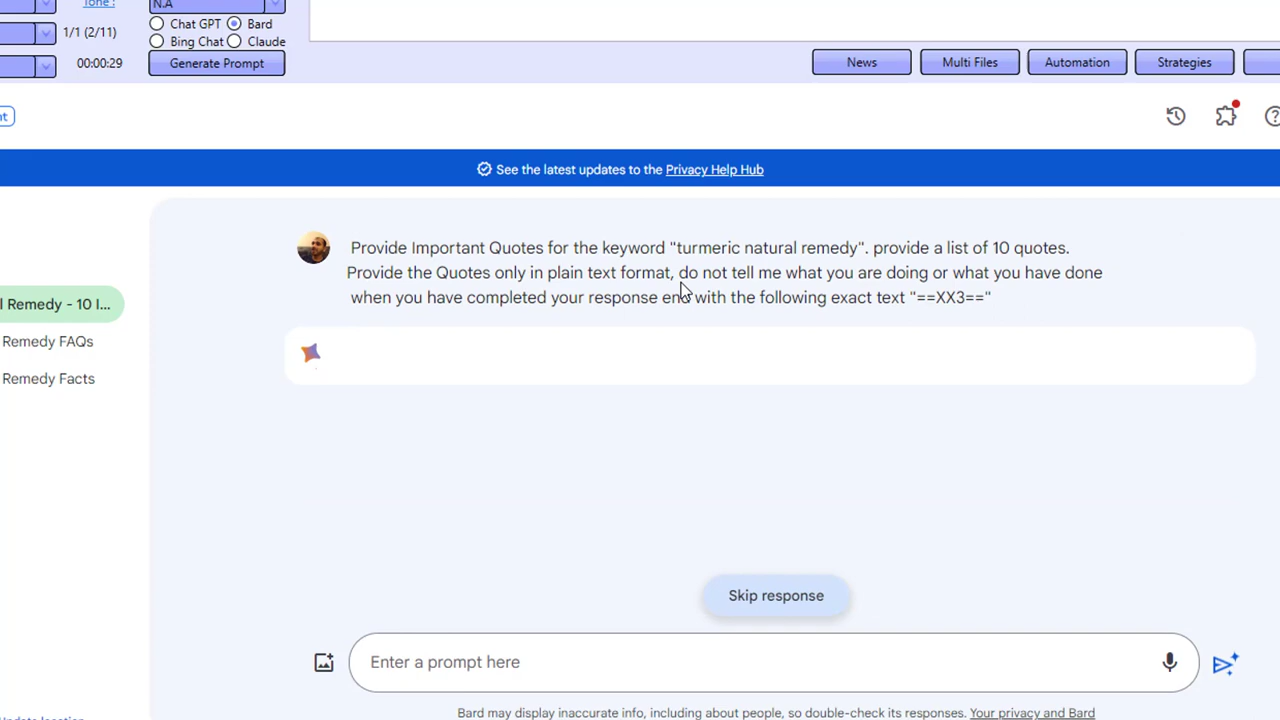 Tone :
N.A
Chat GPT Bard
1/1 (2/11)
Bing Chat Claude
00:00:29 Generate Prompt News Multi Files Automation Strategies
nt
See the latest updates to the Privacy Help Hub
Provide Important Quotes for the keyword "turmeric natural remedy". provide a list of 10 quotes.
Provide the Quotes only in plain text format, do not tell me what you are doing or what you have done
when you have completed your response end with the following exact text "==XX3=="
l Remedy - 10 I...
Remedy FAQs
Remedy Facts
Skip response
Enter a prompt here
Bard may display inaccurate info, including about people, so double-check its responses. Your privacy and Bard
Update location